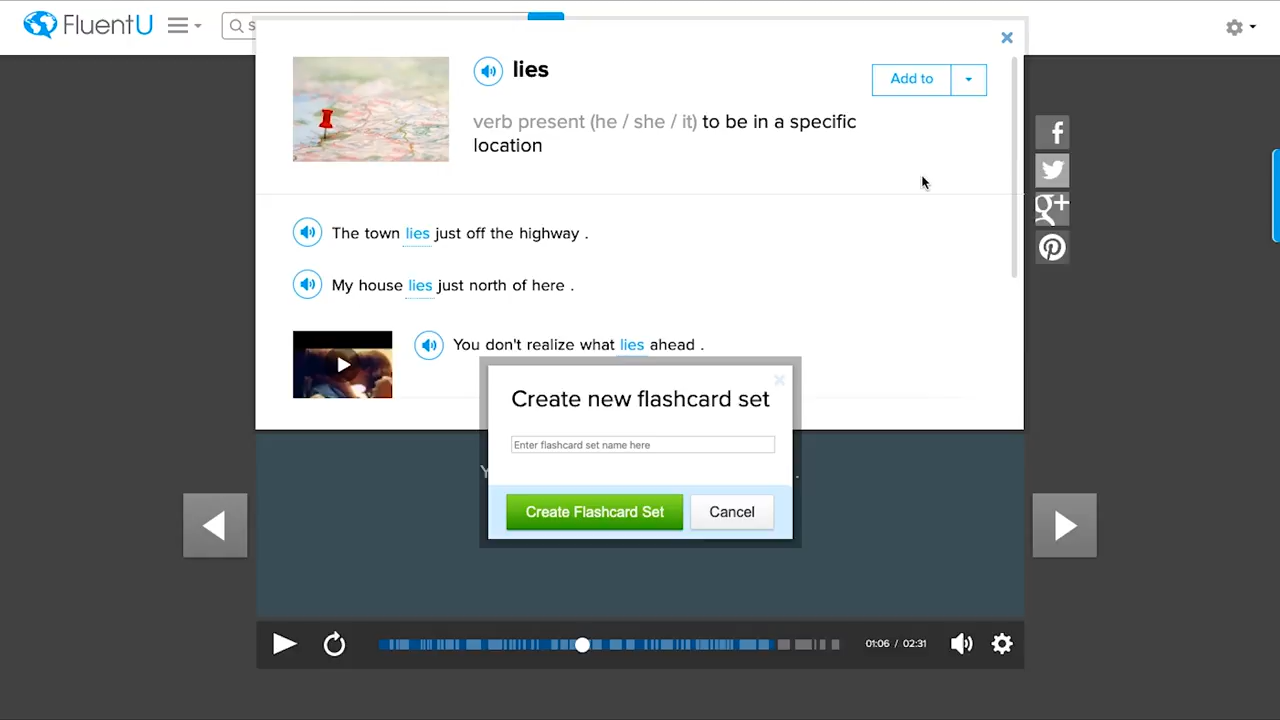 FluentU
S
lies
Add to
verb present (he / she / it) to be in a specific
location
The town lies just off the highway .
My house lies just north of here .
You don't realize what lies ahead .
Create new flashcard set
Enter flashcard set name here
Y
.
Create Flashcard Set
Cancel
01:06 / 02:31